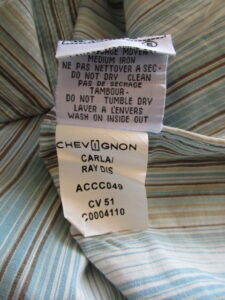 MEDIUM IRON
NE PAS NETTOYER A SEC-
DO NOT DRY CLEAN
PAS DE SECHAGE
TAMBOUR-
DO NOT TUMBLE DRY
LAVER A L'ENVERS
WASH ON INSIDE OUT
CHEVIGNON
CARLA/
RAY DIS
ACCC049
CV 51
C0004110